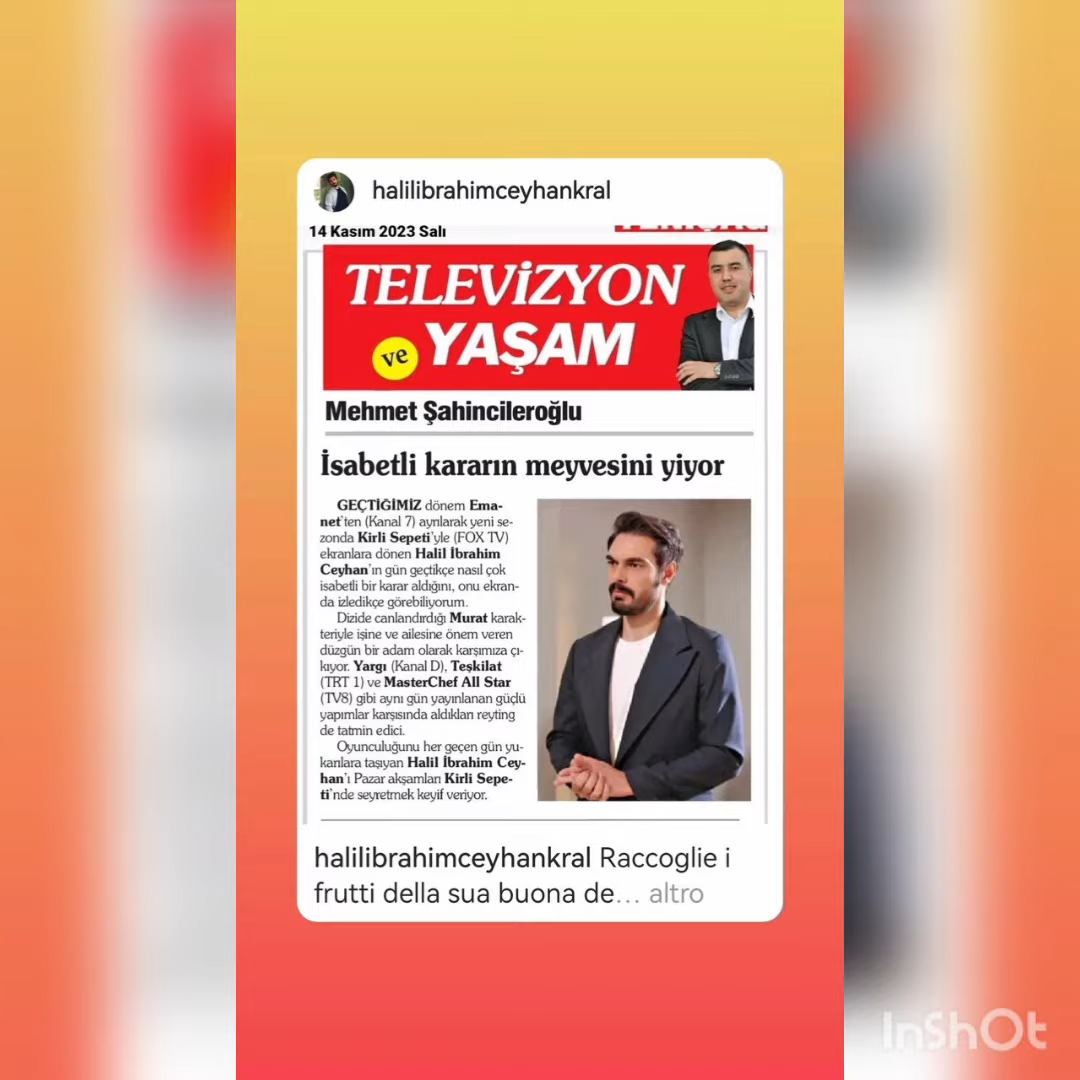 halilibrahimceyhankral
14 Kasım 2023 Salı
TELEVİZYON
ve YAŞAM
Mehmet Şahincileroğlu
İsabetli kararın meyvesini yiyor
GEÇTİĞİMİZ dönem Ema-
net'ten (Kanal 7) ayrılarak yeni se-
zonda Kirli Sepeti'yle (FOX TV)
ekranlara dönen Halil İbrahim
Ceyhan'ın gün geçtikçe nasıl çok
isabetli bir karar aldığını, onu ekran-
da izledikçe görebiliyorum.
Dizide canlandırdığı Murat karak-
teriyle işine ve ailesine önem veren
düzgün bir adam olarak karşımıza çı-
kıyor. Yargı (Kanal D), Teşkilat
(TRT 1) ve MasterChef All Star
(TV8) gibi aynı gün yayınlanan güçlü
yapımlar karşısında aldıkları reyting
de tatmin edici.
Oyunculuğunu her geçen gün yu-
karılara taşıyan Halil İbrahim Cey-
han'ı Pazar akşamları Kirli Sepe-
ti'nde seyretmek keyif veriyor.
halilibrahimceyhankral Raccoglie i
frutti della sua buona de… altro
InShOt